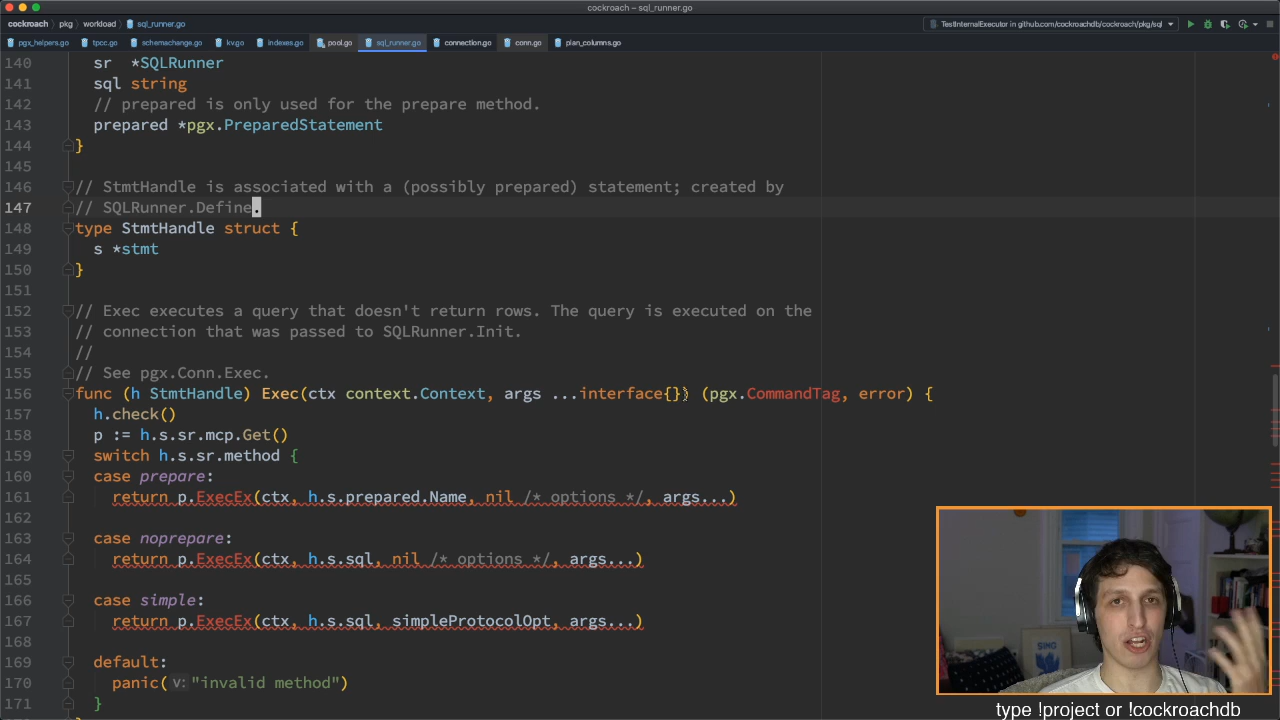 cockroach – sql_runner.go
cockroach pkg workload sql_runner.go TestInternalExecutor in github.com/cockroachdb/cockroach/pkg/sql
pgx_helpers.go tpcc.go schemachange.go kv.go indexes.go pool.go sql_runner.go connection.go conn.go plan_columns.go
140 sr *SQLRunner
141 sql string
142 // prepared is only used for the prepare method.
143 prepared *pgx.PreparedStatement
144 }
145
146 // StmtHandle is associated with a (possibly prepared) statement; created by
147 // SQLRunner.Define.
148 type StmtHandle struct {
149 s *stmt
150 }
151
152 // Exec executes a query that doesn't return rows. The query is executed on the
153 // connection that was passed to SQLRunner.Init.
154 //
155 // See pgx.Conn.Exec.
156 func (h StmtHandle) Exec(ctx context.Context, args ...interface{}) (pgx.CommandTag, error) {
157 h.check()
158 p := h.s.sr.mcp.Get()
159 switch h.s.sr.method {
160 case prepare:
161 return p.ExecEx(ctx, h.s.prepared.Name, nil /* options */, args...)
162
163 case noprepare:
164 return p.ExecEx(ctx, h.s.sql, nil /* options */, args...)
165
166 case simple:
167 return p.ExecEx(ctx, h.s.sql, simpleProtocolOpt, args...)
168
169 default:
170 panic( v: "invalid method")
171 }
SING
type !project or !cockroachdb